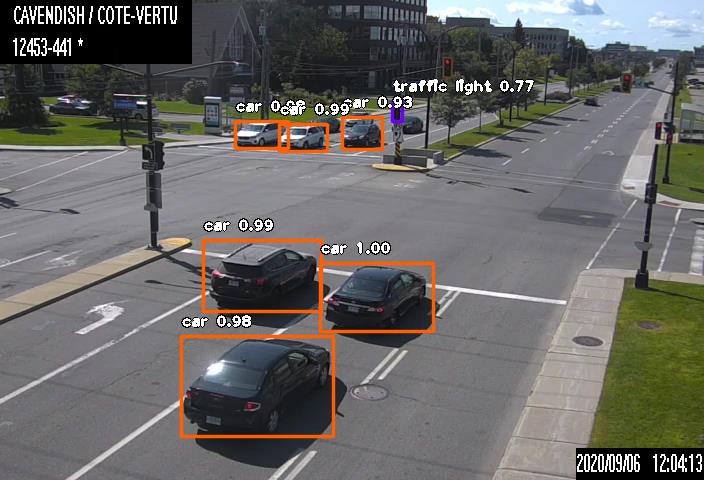 CAVENDISH / COTE-VERTU
12453-441 *
traffic light 0.77
car 0.99
car 0.93
car 0.99
car 1.00
car 0.98
2020/09/06 12:04:13